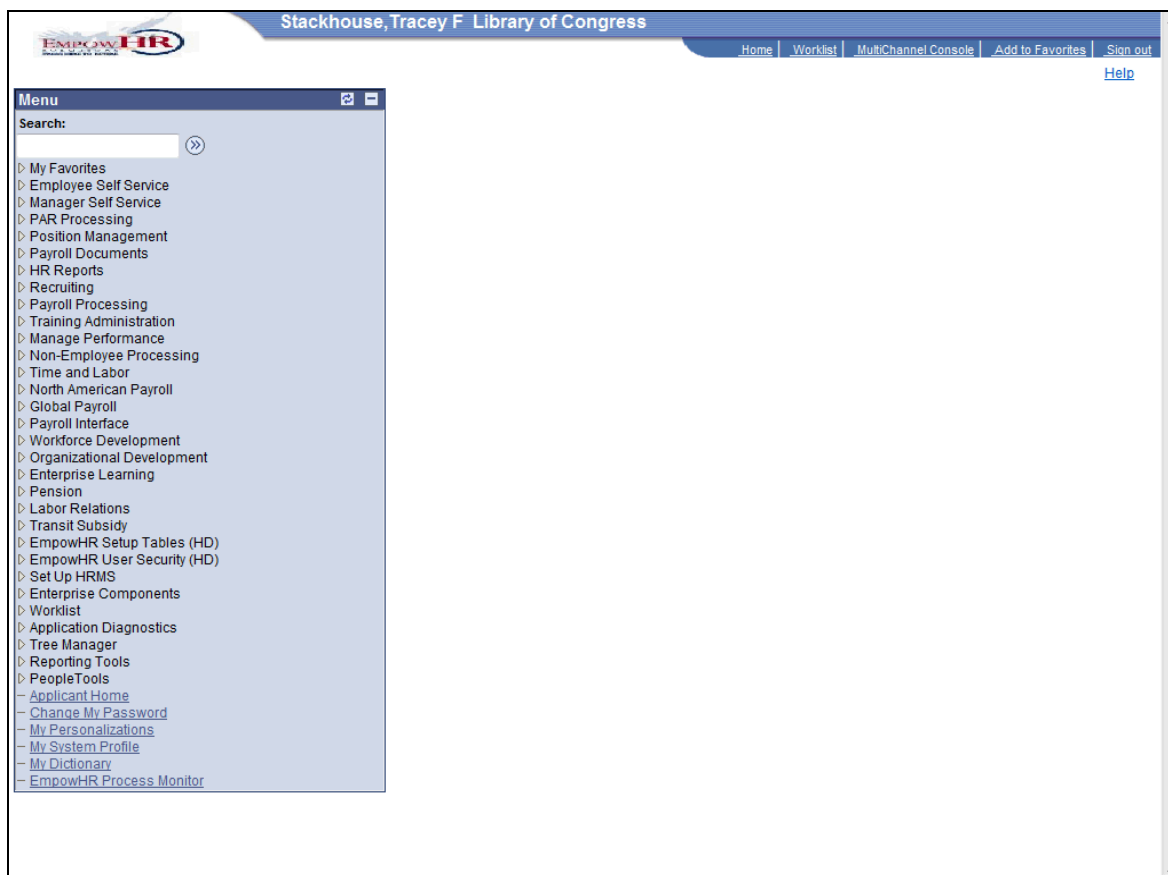 Stackhouse,Tracey F Library of Congress
EMPOWHR
Home Worklist MultiChannel Console Add to Favorites Sign out
Help
Menu
Search:
My Favorites
Employee Self Service
Manager Self Service
PAR Processing
Position Management
Payroll Documents
HR Reports
Recruiting
Payroll Processing
Training Administration
Manage Performance
Non-Employee Processing
Time and Labor
North American Payroll
Global Payroll
Payroll Interface
Workforce Development
Organizational Development
Enterprise Learning
Pension
Labor Relations
Transit Subsidy
EmpowHR Setup Tables (HD)
EmpowHR User Security (HD)
Set Up HRMS
Enterprise Components
Worklist
Application Diagnostics
Tree Manager
Reporting Tools
PeopleTools
Applicant Home
Change My Password
My Personalizations
My System Profile
My Dictionary
EmpowHR Process Monitor